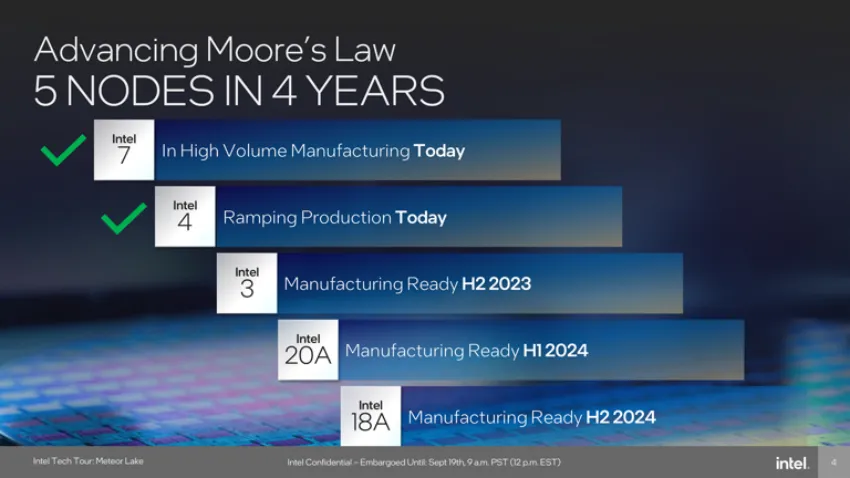 Advancing Moore's Law
5 NODES IN 4 YEARS
Intel
7
In High Volume Manufacturing Today
Intel
4
Ramping Production Today
Intel
3
Manufacturing Ready H2 2023
Intel
20A
Manufacturing Ready H1 2024
Intel
18A
Manufacturing Ready H2 2024
Intel Tech Tour: Meteor Lake
Intel Confidential – Embargoed Until: Sept 19th, 9 a.m. PST (12 p.m. EST)
intel.
4